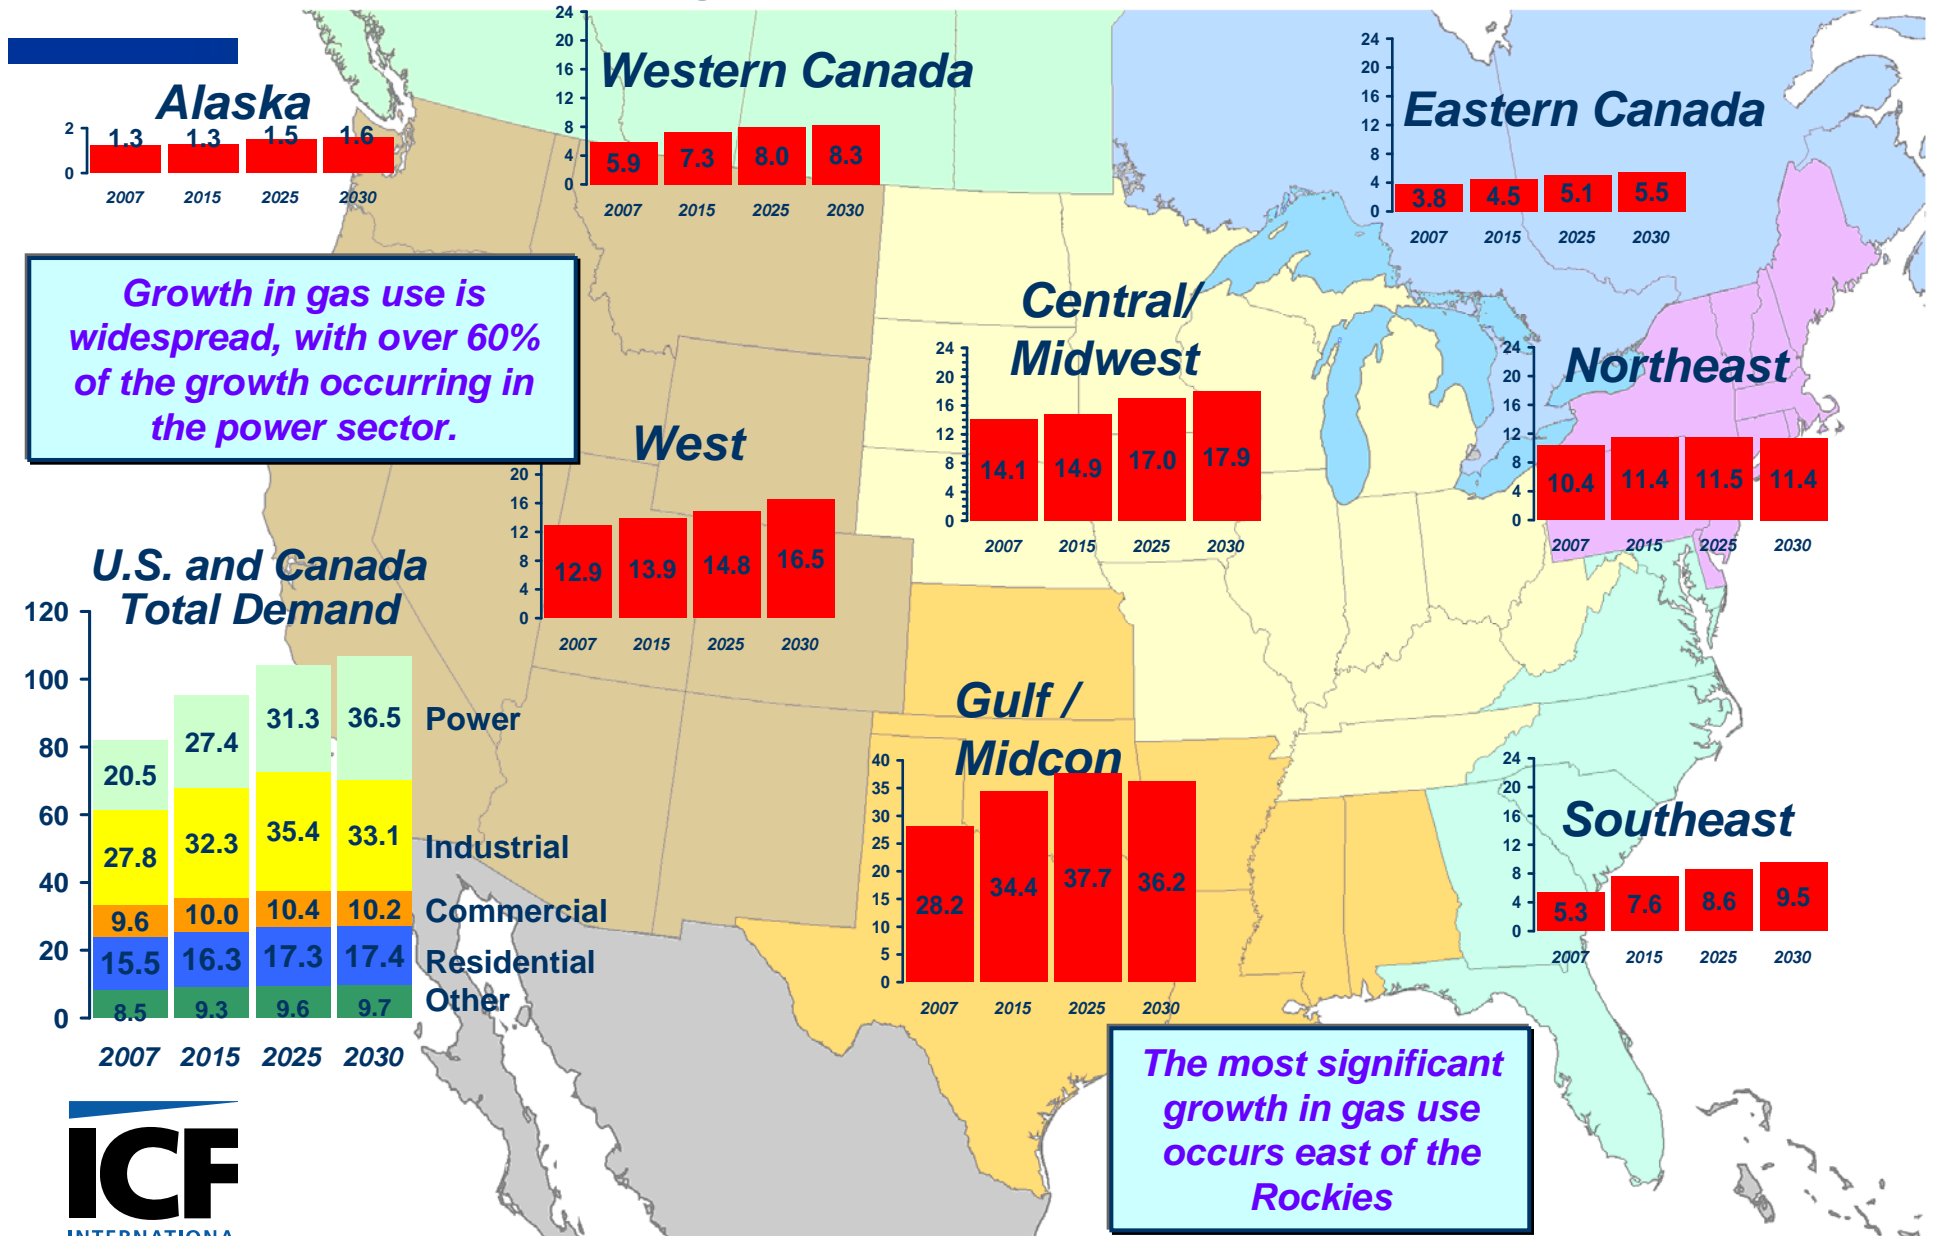 24
20
16
12
8
4
0
Western Canada
5.9 7.3 8.0 8.3
2007 2015 2025 2030
Alaska
2
0
1.3 1.3 1.5 1.6
2007 2015 2025 2030
24
20
16
12
8
4
0
Eastern Canada
3.8 4.5 5.1 5.5
2007 2015 2025 2030
Growth in gas use is
widespread, with over 60%
of the growth occurring in
the power sector.
Central/
Midwest
24
20
16
12
8
4
0
14.1 14.9 17.0 17.9
2007 2015 2025 2030
Northeast
24
20
16
12
8
4
0
10.4 11.4 11.5 11.4
2007 2015 2025 2030
West
20
16
12
8
4
0
12.9 13.9 14.8 16.5
2007 2015 2025 2030
U.S. and Canada
Total Demand
120
100
80
60
40
20
0
20.5 27.4 31.3 36.5 Power
27.8 32.3 35.4 33.1 Industrial
9.6 10.0 10.4 10.2 Commercial
15.5 16.3 17.3 17.4 Residential
8.5 9.3 9.6 9.7 Other
2007 2015 2025 2030
Gulf /
Midcon
40
35
30
25
20
15
10
5
0
28.2 34.4 37.7 36.2
2007 2015 2025 2030
Southeast
24
20
16
12
8
4
0
5.3 7.6 8.6 9.5
2007 2015 2025 2030
The most significant
growth in gas use
occurs east of the
Rockies
ICF
INTERNATIONA